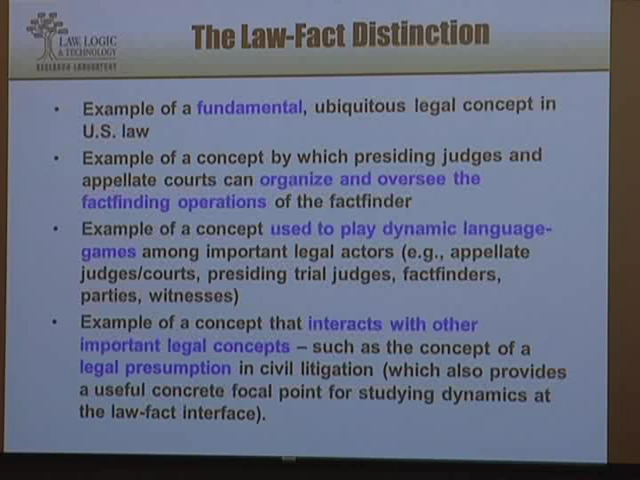 LAW LOGIC
& TECHNOLOGY
RESEARCH LABORATORY
The Law-Fact Distinction
• Example of a fundamental, ubiquitous legal concept in
U.S. law
• Example of a concept by which presiding judges and
appellate courts can organize and oversee the
factfinding operations of the factfinder
• Example of a concept used to play dynamic language-
games among important legal actors (e.g., appellate
judges/courts, presiding trial judges, factfinders,
parties, witnesses)
• Example of a concept that interacts with other
important legal concepts – such as the concept of a
legal presumption in civil litigation (which also provides
a useful concrete focal point for studying dynamics at
the law-fact interface).